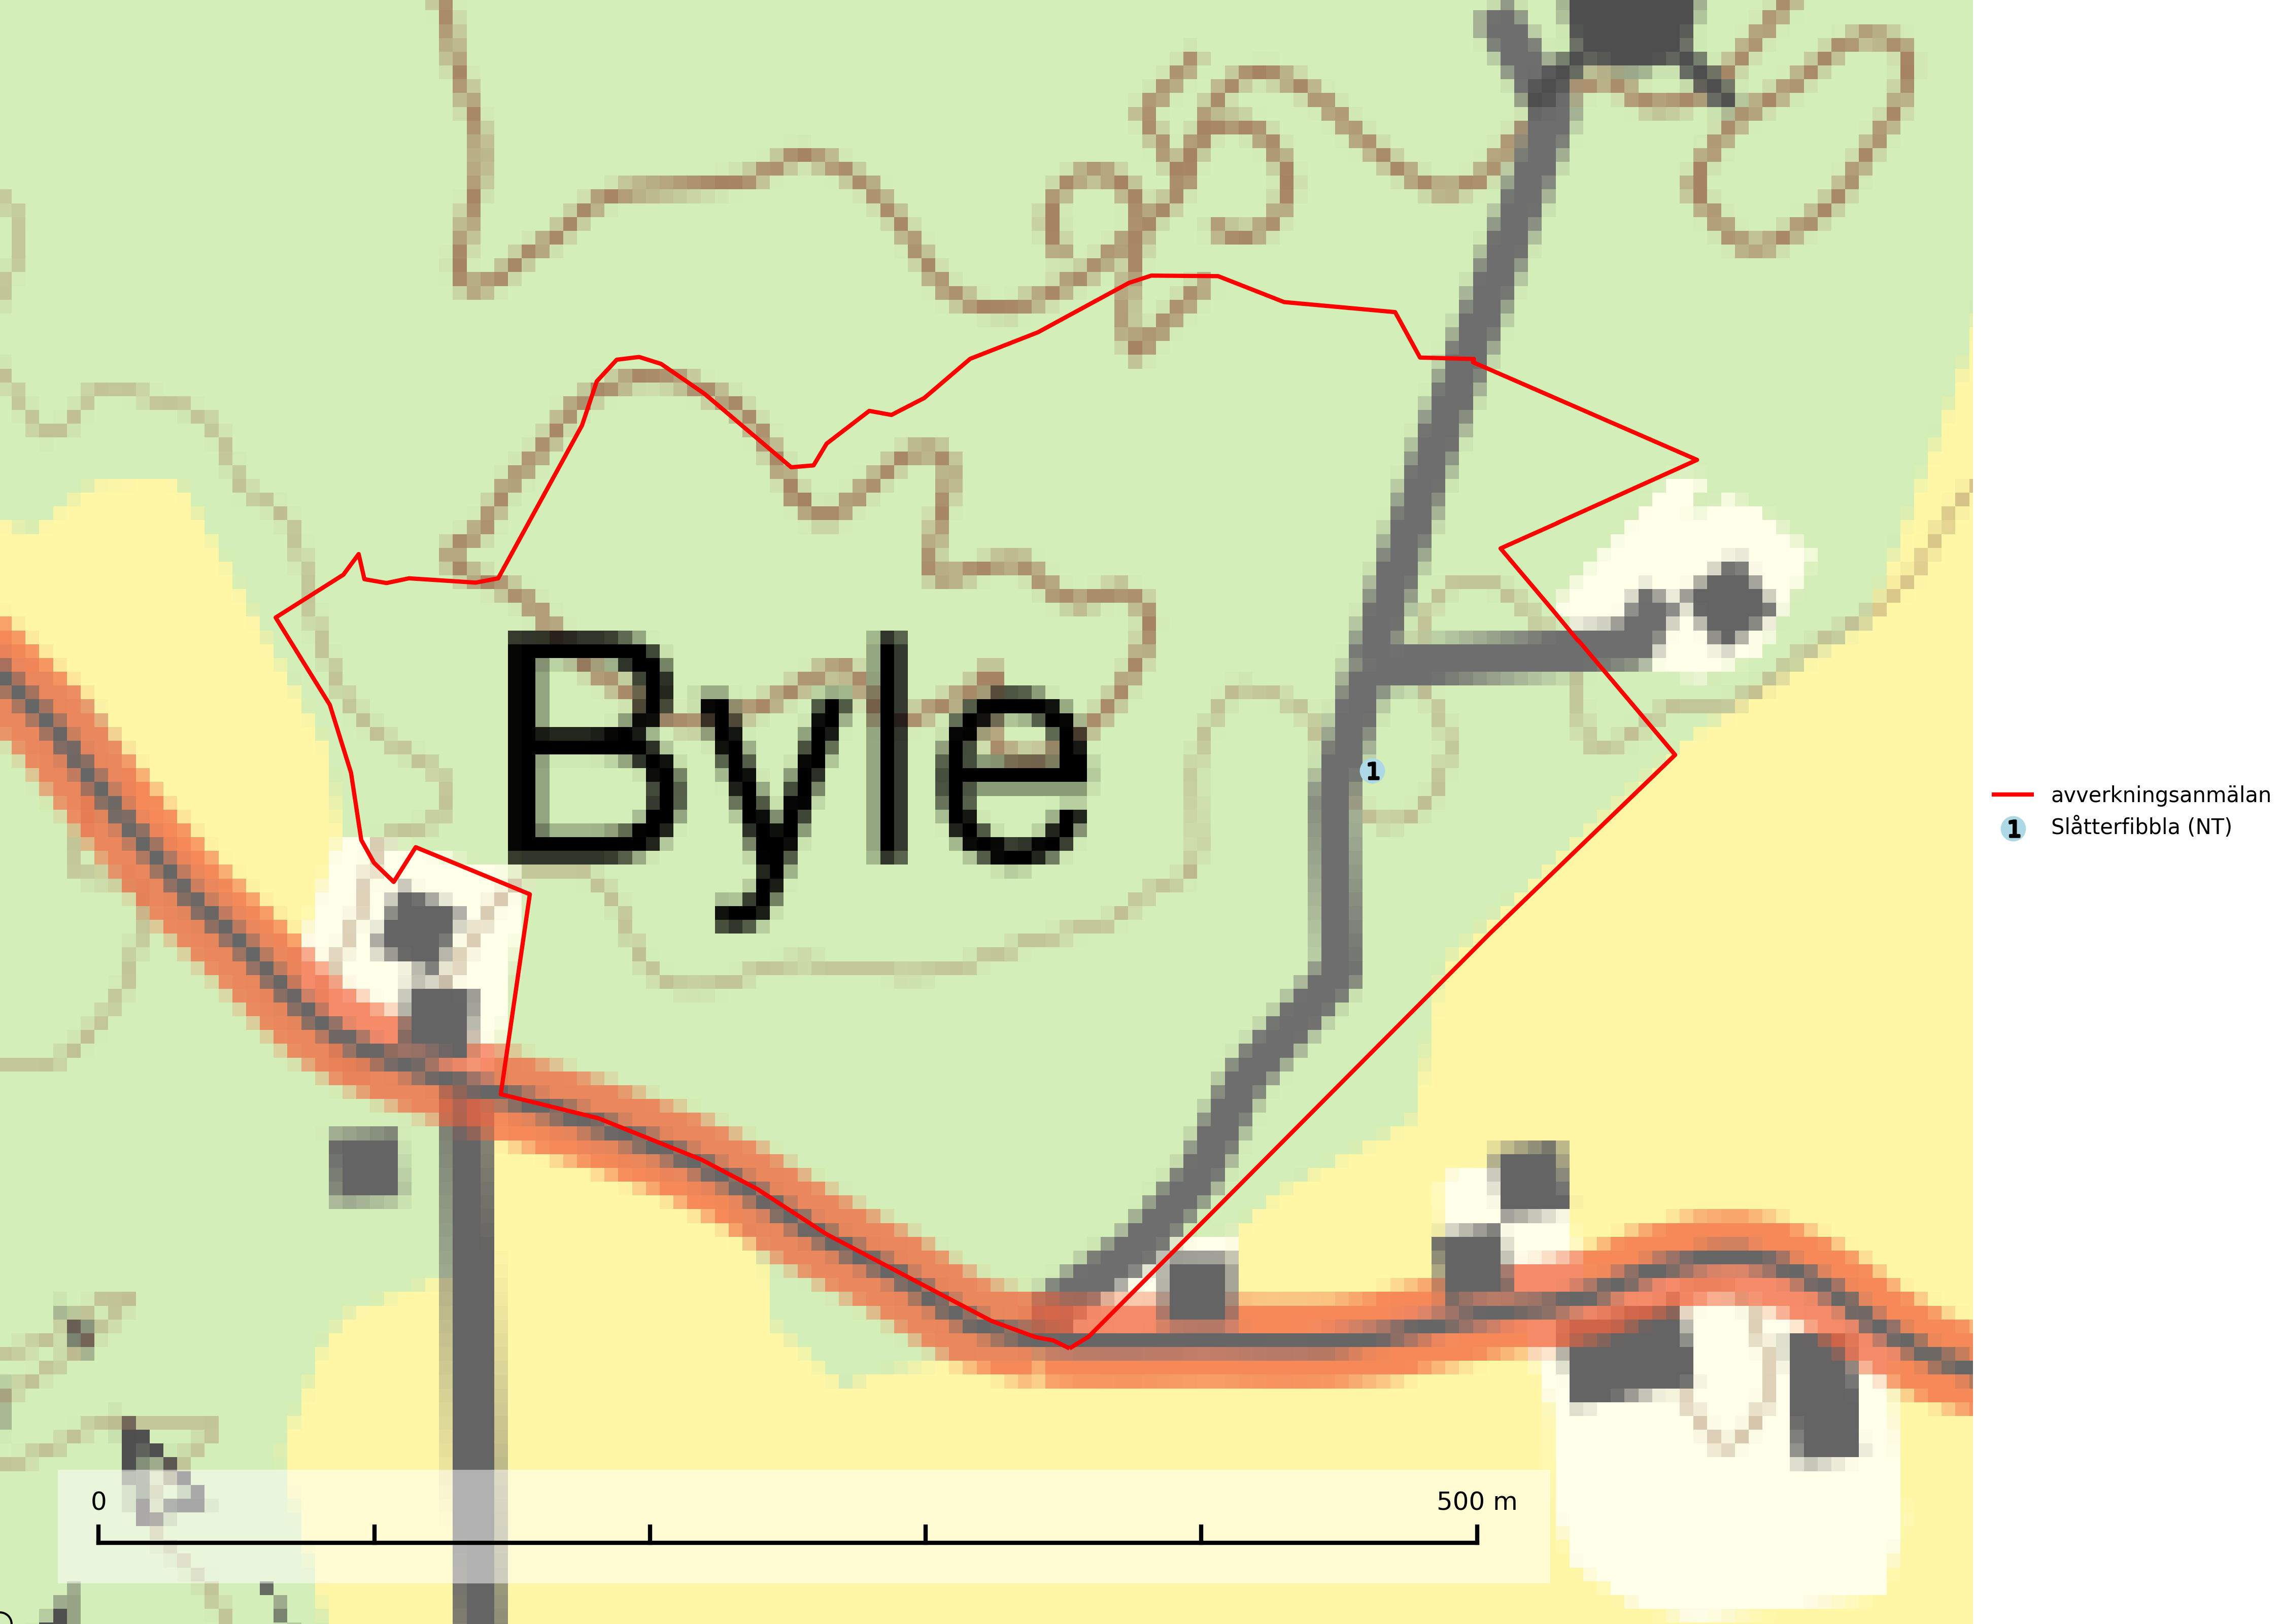 Byle
1
avverkningsanmälan
1 Slåtterfibbla (NT)
0 500 m